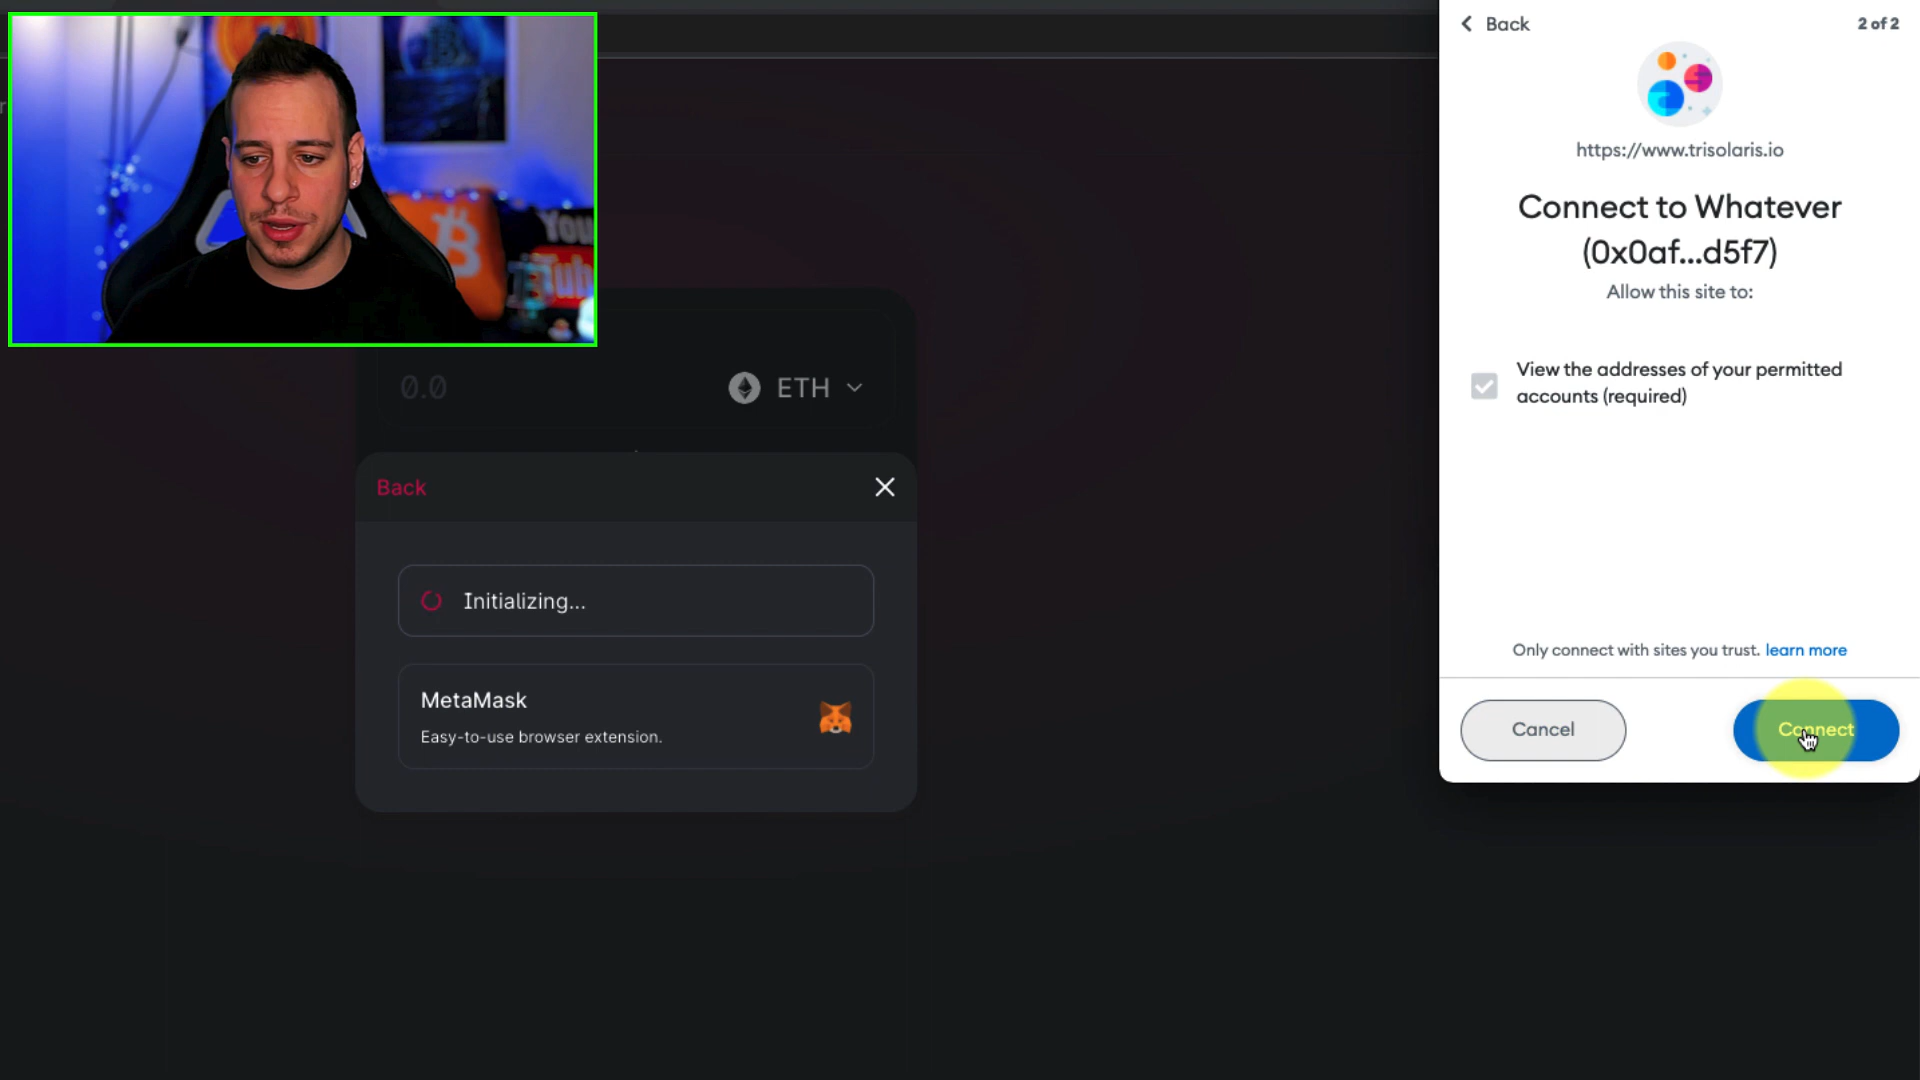 You
Tub
0.0
ETH
Back
Initializing...
MetaMask
Easy-to-use browser extension.
Back
2 of 2
https://www.trisolaris.io
Connect to Whatever
(0x0af...d5f7)
Allow this site to:
View the addresses of your permitted
accounts (required)
Only connect with sites you trust. learn more
Cancel
Connect